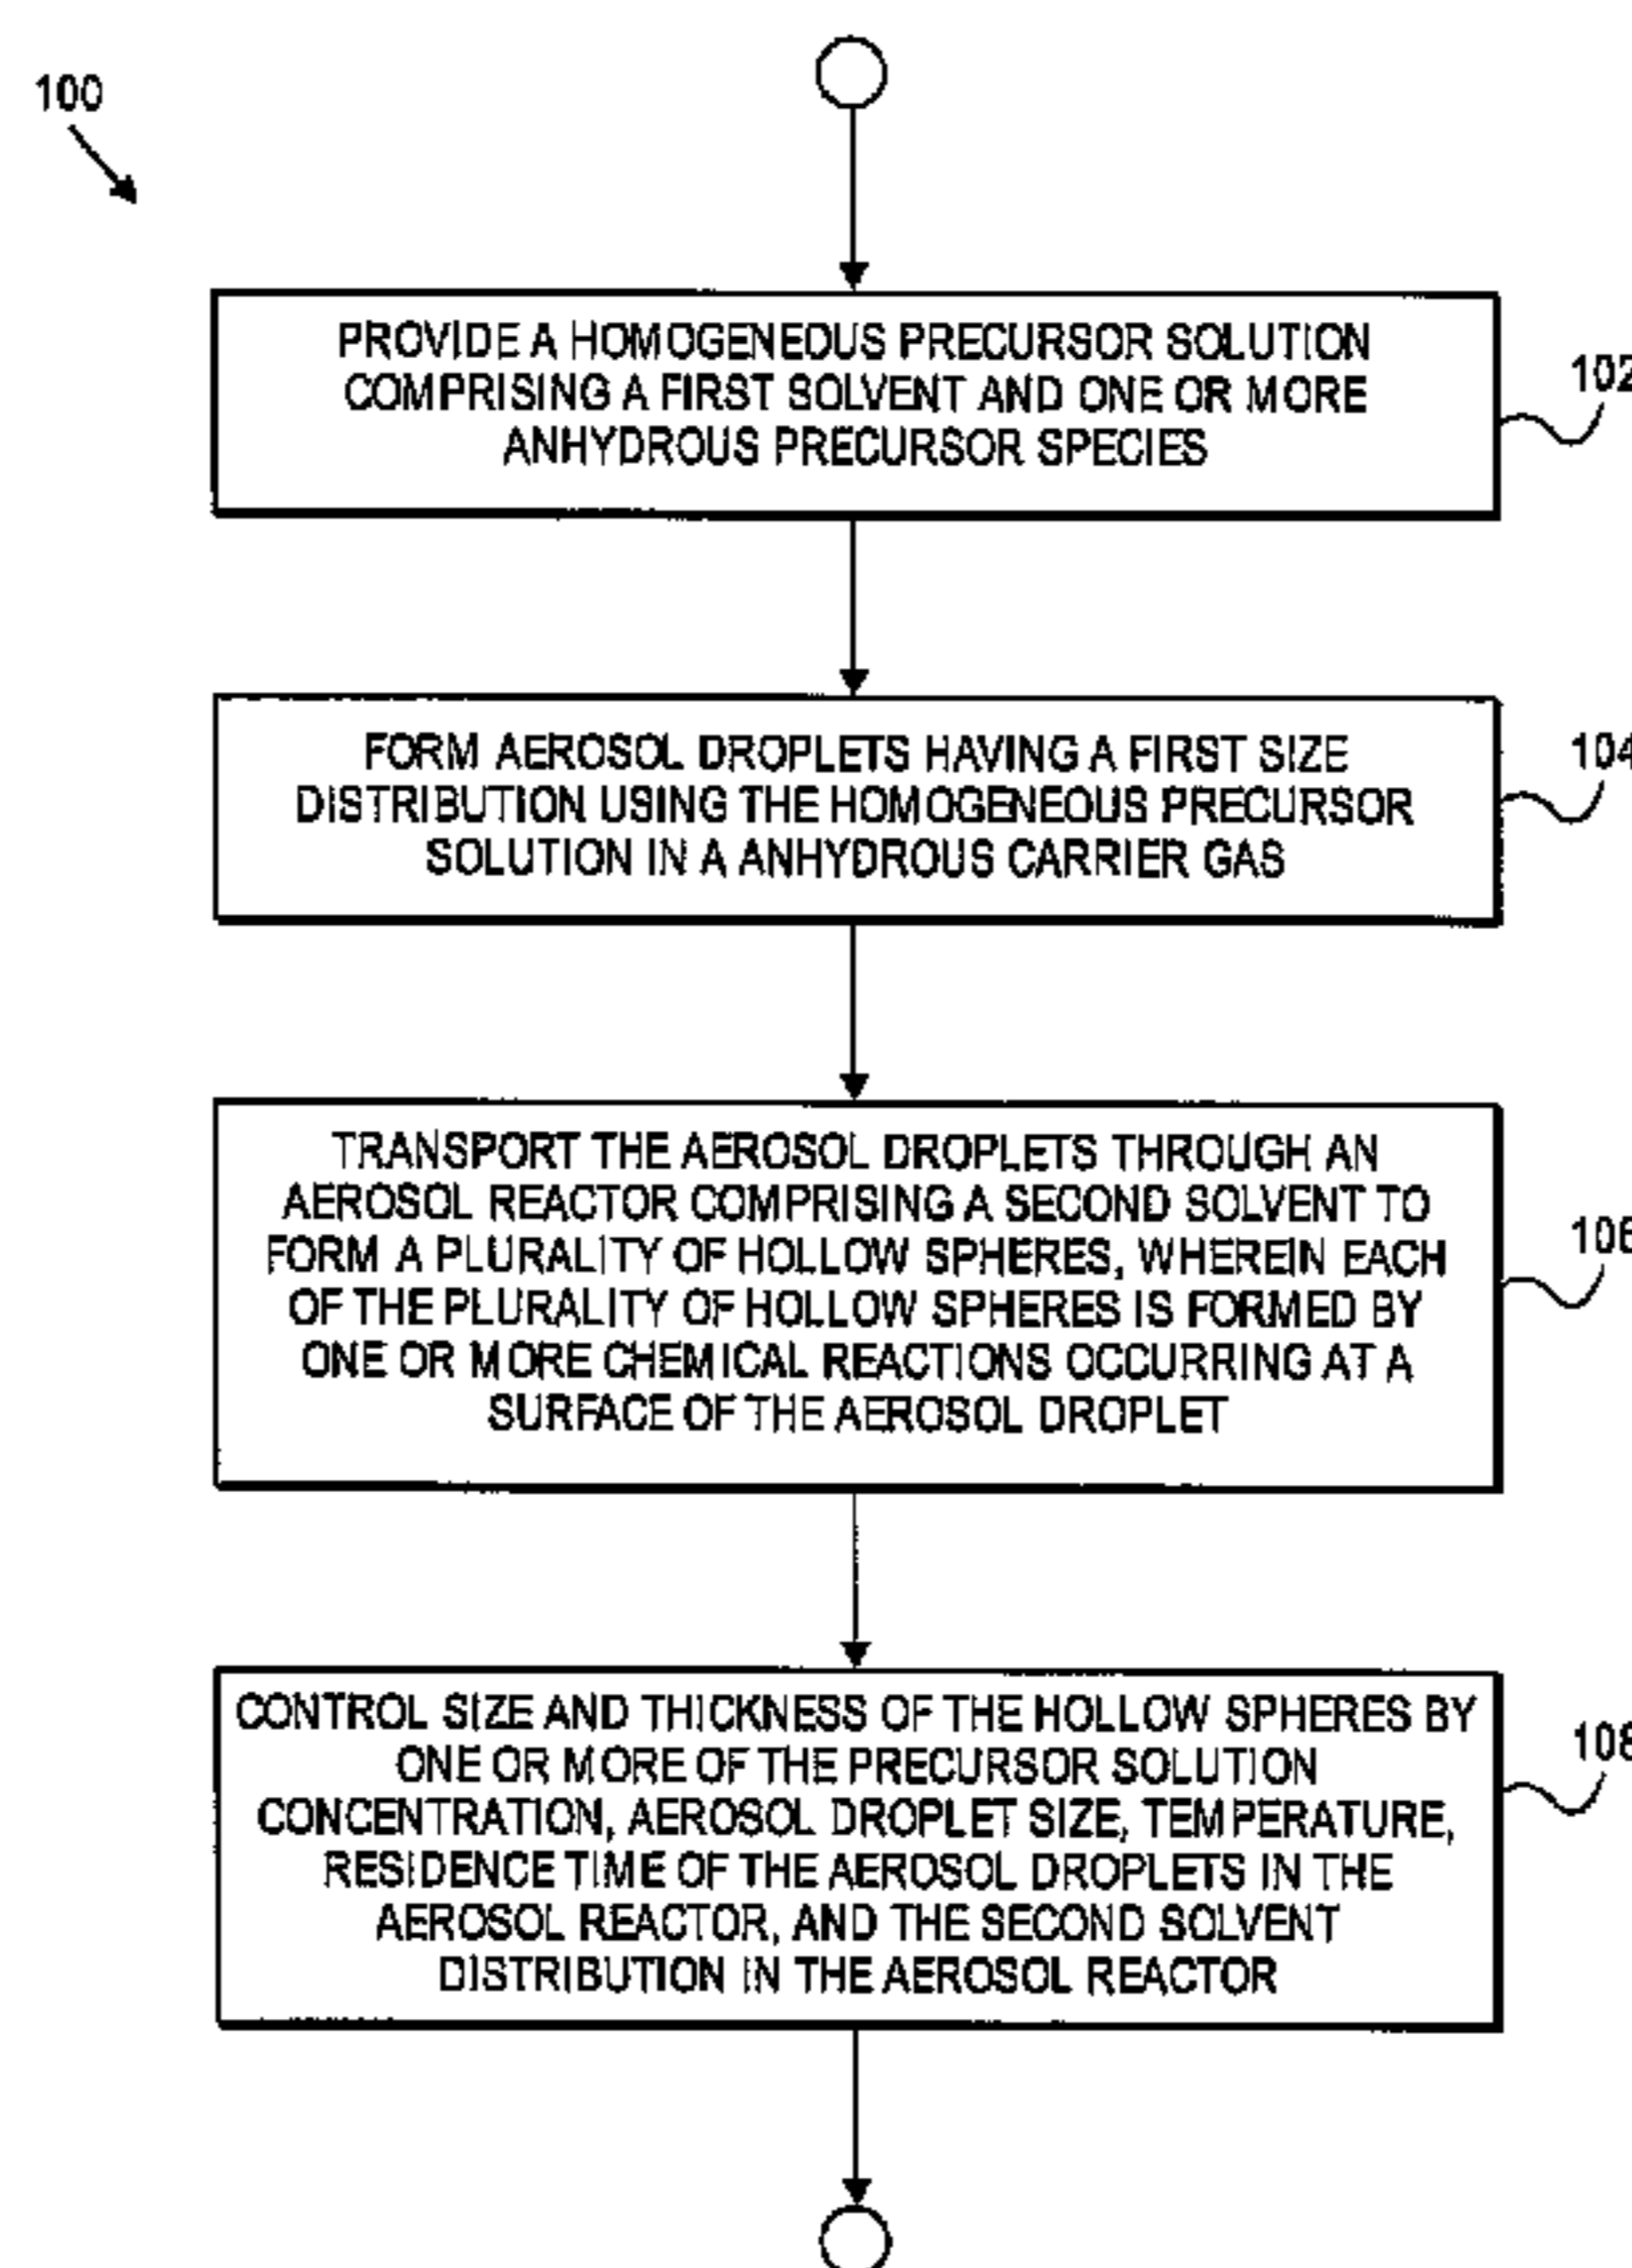 100
PROVIDE A HOMOGENEOUS PRECURSOR SOLUTION
COMPRISING A FIRST SOLVENT AND ONE OR MORE
ANHYDROUS PRECURSOR SPECIES
102
FORM AEROSOL DROPLETS HAVING A FIRST SIZE
DISTRIBUTION USING THE HOMOGENEOUS PRECURSOR
SOLUTION IN A ANHYDROUS CARRIER GAS
104
TRANSPORT THE AEROSOL DROPLETS THROUGH AN
AEROSOL REACTOR COMPRISING A SECOND SOLVENT TO
FORM A PLURALITY OF HOLLOW SPHERES, WHEREIN EACH
OF THE PLURALITY OF HOLLOW SPHERES IS FORMED BY
ONE OR MORE CHEMICAL REACTIONS OCCURRING AT A
SURFACE OF THE AEROSOL DROPLET
106
CONTROL SIZE AND THICKNESS OF THE HOLLOW SPHERES BY
ONE OR MORE OF THE PRECURSOR SOLUTION
CONCENTRATION, AEROSOL DROPLET SIZE, TEMPERATURE,
RESIDENCE TIME OF THE AEROSOL DROPLETS IN THE
AEROSOL REACTOR, AND THE SECOND SOLVENT
DISTRIBUTION IN THE AEROSOL REACTOR
108